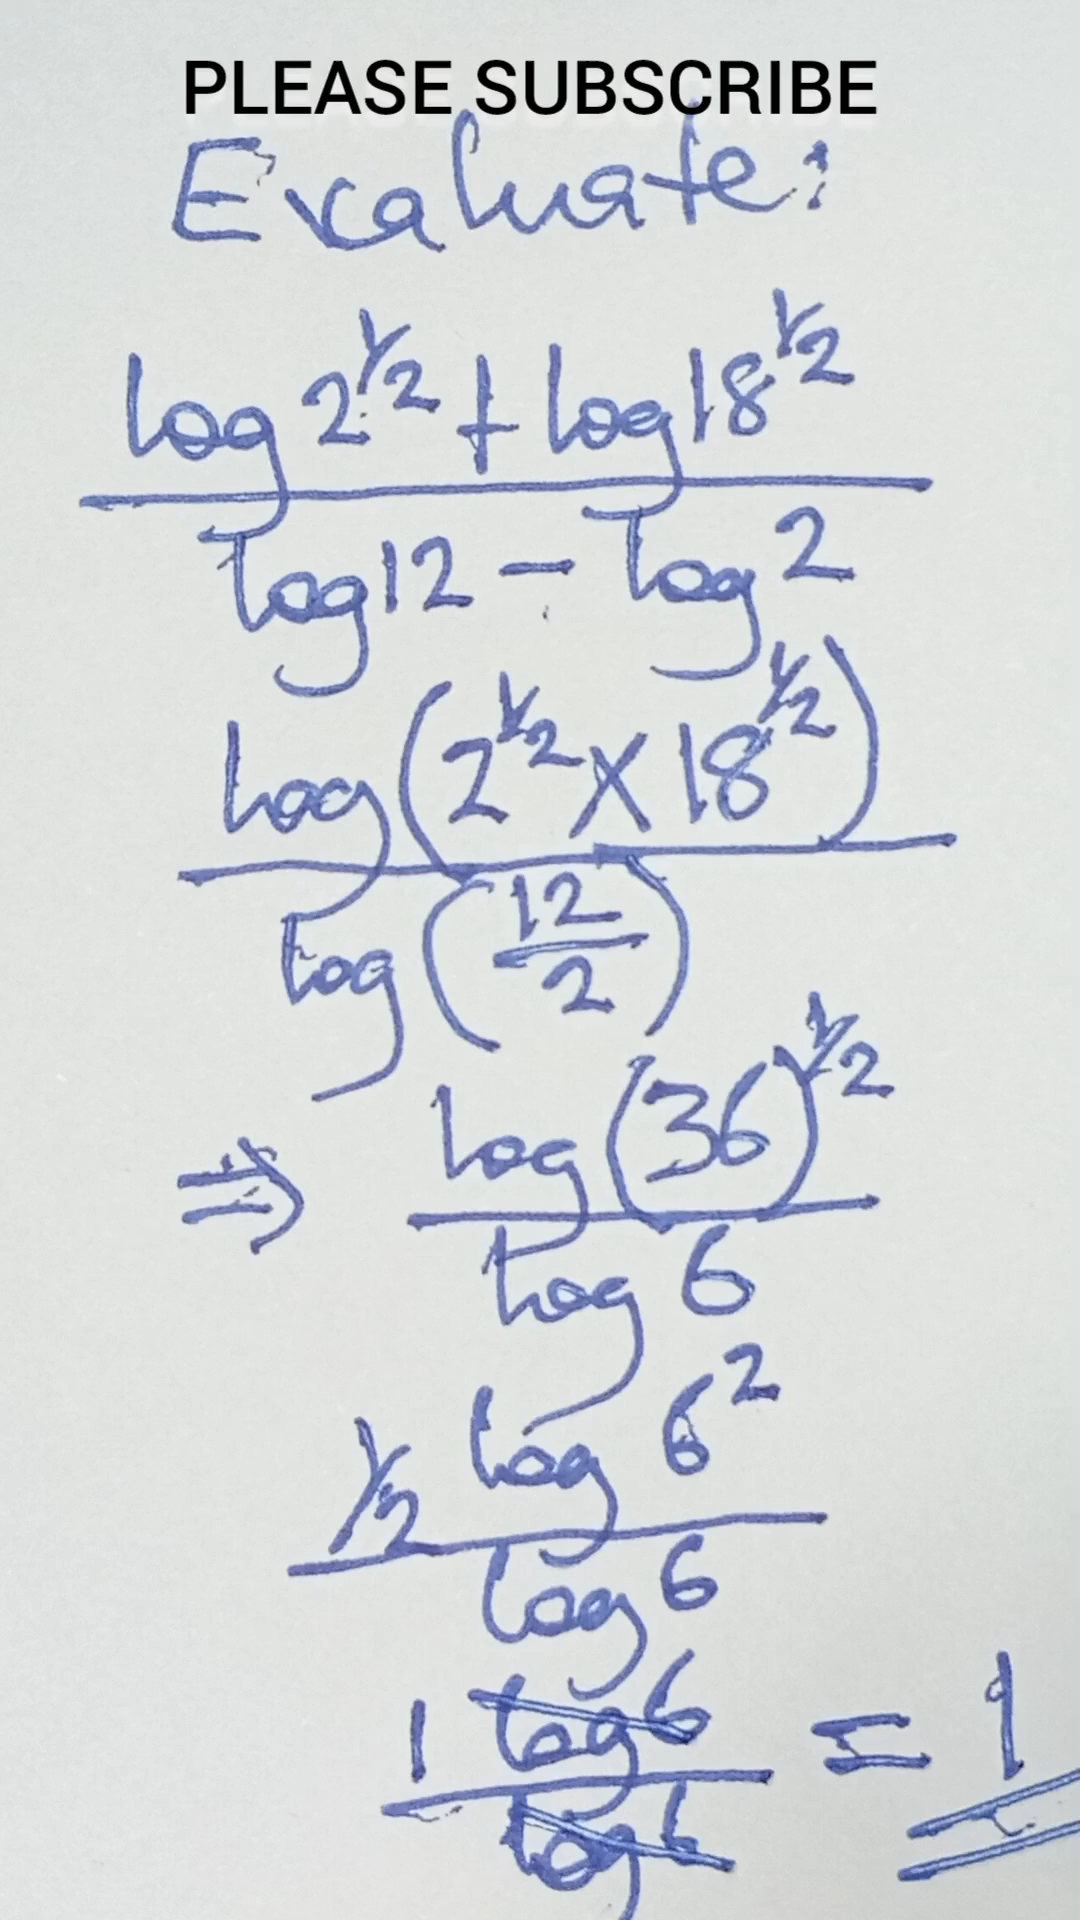 PLEASE SUBSCRIBE
Evaluate:
log 2^½ + log 18^½
log 12 - log 2
log (2^½ × 18^½)
log (12/2)
⇒ log (36)^½
log 6
½ log 6²
log 6
1 log 6 = 1
log 6